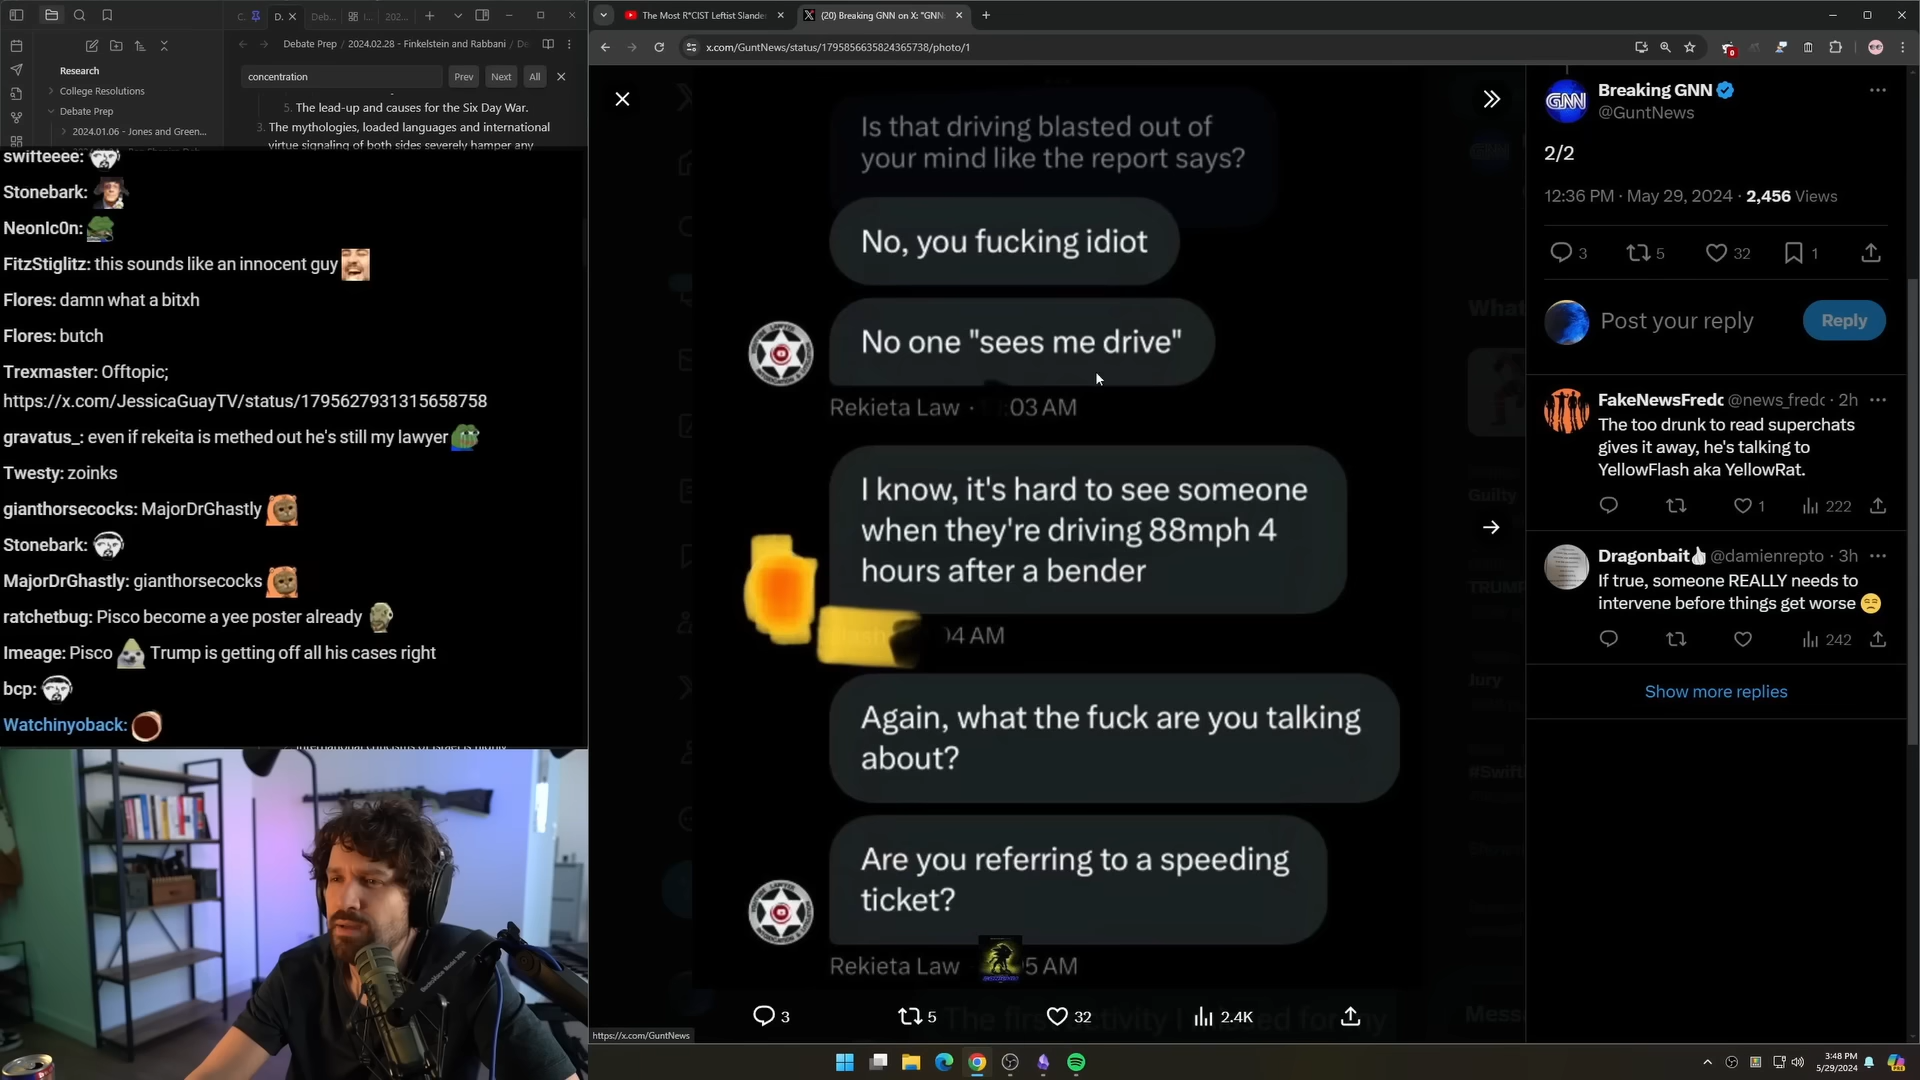 The Most R*CIST Leftist Slander
(20) Breaking GNN on X: "GNN:
x.com/GuntNews/status/1795856635824365738/photo/1
Debate Prep / 2024.02.28 - Finkelstein and Rabbani / De
concentration
Prev
Next
All
Research
College Resolutions
Debate Prep
2024.01.06 - Jones and Green...
5. The lead-up and causes for the Six Day War.
3. The mythologies, loaded languages and international
virtue signaling of both sides severely hamper any
swifteeee:
Stonebark:
NeonIc0n:
FitzStiglitz: this sounds like an innocent guy
Flores: damn what a bitxh
Flores: butch
Trexmaster: Offtopic;
https://x.com/JessicaGuayTV/status/1795627931315658758
gravatus_: even if rekeita is methed out he's still my lawyer
Twesty: zoinks
gianthorsecocks: MajorDrGhastly
Stonebark:
MajorDrGhastly: gianthorsecocks
ratchetbug: Pisco become a yee poster already
Imeage: Pisco Trump is getting off all his cases right
bcp:
Watchinyoback:
Is that driving blasted out of
your mind like the report says?
No, you fucking idiot
No one "sees me drive"
Rekieta Law · :03 AM
I know, it's hard to see someone
when they're driving 88mph 4
hours after a bender
04 AM
Again, what the fuck are you talking
about?
Are you referring to a speeding
ticket?
Rekieta Law 5 AM
3
5
32
2.4K
https://x.com/GuntNews
GNN
Breaking GNN
@GuntNews
2/2
12:36 PM · May 29, 2024 · 2,456 Views
3
5
32
1
Post your reply
Reply
FakeNewsFredo @news_fredo · 2h
The too drunk to read superchats
gives it away, he's talking to
YellowFlash aka YellowRat.
1
222
Dragonbait @damienrepto · 3h
If true, someone REALLY needs to
intervene before things get worse
242
Show more replies
3:48 PM
5/29/2024